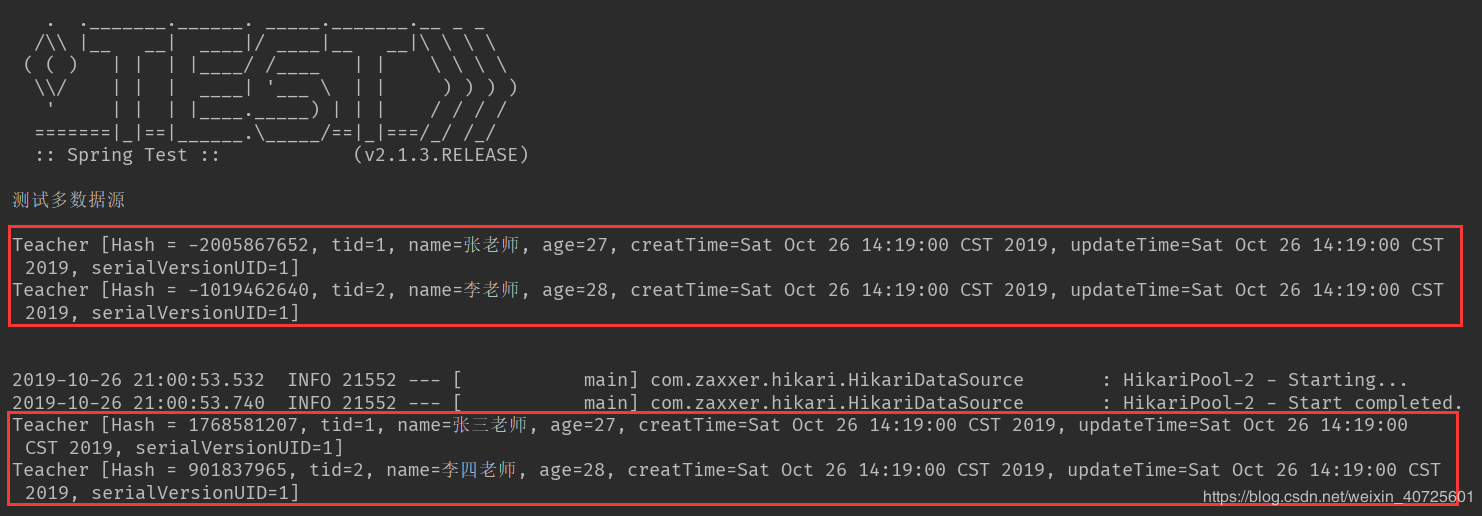 .  ._______.______. _____._______.__ _ _
 /\\ |__   __|  ____|/ ____|__   __|\ \ \ \
( ( )   | |  | |____/ /____   | |    \ \ \ \
 \\/    | |  |  ____| '___ \  | |     ) ) ) )
  '     | |  | |____._____) | | |    / / / /
 =======|_|==|______.\_____/==|_|===/_/ /_/
 :: Spring Test ::            (v2.1.3.RELEASE)
测试多数据源
Teacher [Hash = -2005867652, tid=1, name=张老师, age=27, creatTime=Sat Oct 26 14:19:00 CST 2019, updateTime=Sat Oct 26 14:19:00 CST
2019, serialVersionUID=1]
Teacher [Hash = -1019462640, tid=2, name=李老师, age=28, creatTime=Sat Oct 26 14:19:00 CST 2019, updateTime=Sat Oct 26 14:19:00 CST
2019, serialVersionUID=1]
2019-10-26 21:00:53.532  INFO 21552 --- [           main] com.zaxxer.hikari.HikariDataSource       : HikariPool-2 - Starting...
2019-10-26 21:00:53.740  INFO 21552 --- [           main] com.zaxxer.hikari.HikariDataSource       : HikariPool-2 - Start completed.
Teacher [Hash = 1768581207, tid=1, name=张三老师, age=27, creatTime=Sat Oct 26 14:19:00 CST 2019, updateTime=Sat Oct 26 14:19:00
CST 2019, serialVersionUID=1]
Teacher [Hash = 901837965, tid=2, name=李四老师, age=28, creatTime=Sat Oct 26 14:19:00 CST 2019, updateTime=Sat Oct 26 14:19:00 CST
2019, serialVersionUID=1]
https://blog.csdn.net/weixin_40725601